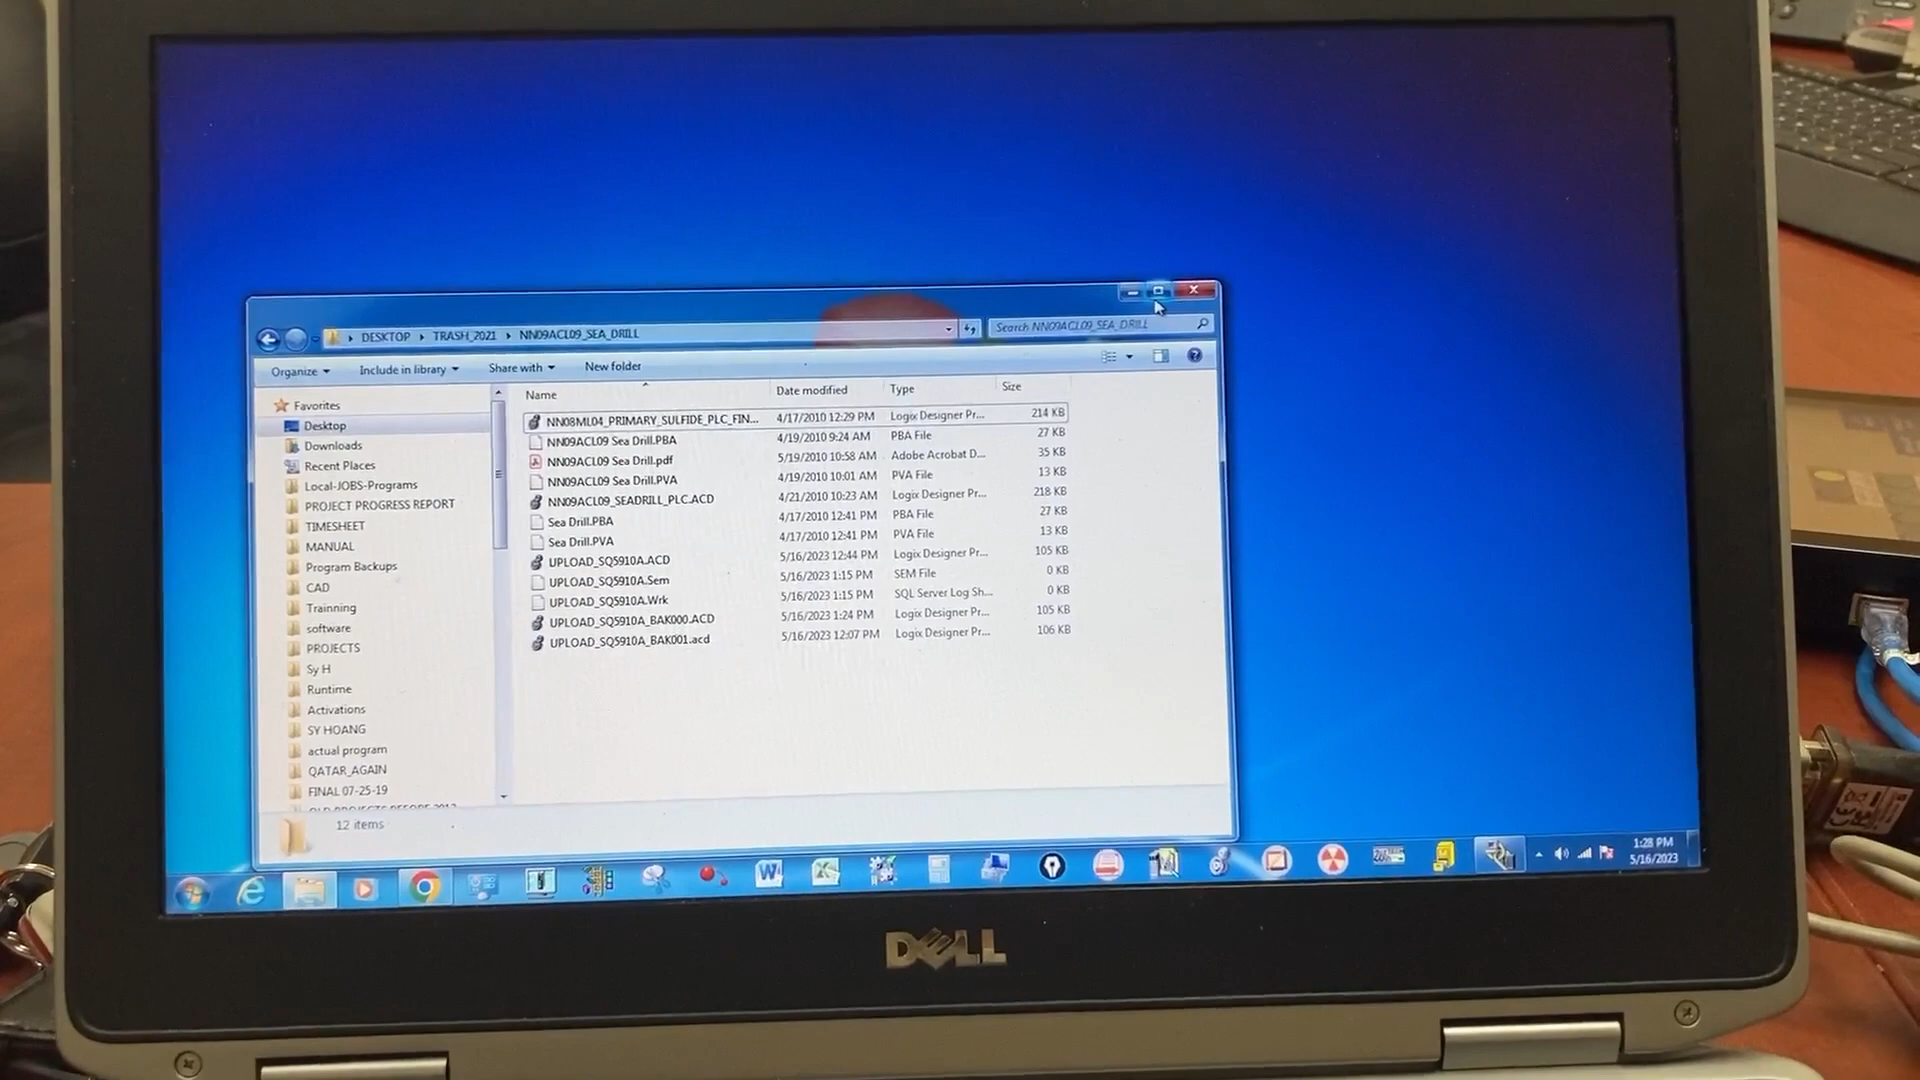 DESKTOP TRASH_2021 NN09ACL09_SEA_DRILL
Search NN09ACL09_SEA_DRILL
Organize Include in library Share with New folder
Name Date modified Type Size
Favorites
Desktop
Downloads
Recent Places
Local-JOBS-Programs
PROJECT PROGRESS REPORT
TIMESHEET
MANUAL
Program Backups
CAD
Trainning
software
PROJECTS
Sy H
Runtime
Activations
SY HOANG
actual program
QATAR_AGAIN
FINAL 07-25-19
NN08ML04_PRIMARY_SULFIDE_PLC_FIN... 4/17/2010 12:29 PM Logix Designer Pr... 214 KB
NN09ACL09 Sea Drill.PBA 4/19/2010 9:24 AM PBA File 27 KB
NN09ACL09 Sea Drill.pdf 5/19/2010 10:58 AM Adobe Acrobat D... 35 KB
NN09ACL09 Sea Drill.PVA 4/19/2010 10:01 AM PVA File 13 KB
NN09ACL09_SEADRILL_PLC.ACD 4/21/2010 10:23 AM Logix Designer Pr... 218 KB
Sea Drill.PBA 4/17/2010 12:41 PM PBA File 27 KB
Sea Drill.PVA 4/17/2010 12:41 PM PVA File 13 KB
UPLOAD_SQ5910A.ACD 5/16/2023 12:44 PM Logix Designer Pr... 105 KB
UPLOAD_SQ5910A.Sem 5/16/2023 1:15 PM SEM File 0 KB
UPLOAD_SQ5910A.Wrk 5/16/2023 1:15 PM SQL Server Log Sh... 0 KB
UPLOAD_SQ5910A_BAK000.ACD 5/16/2023 1:24 PM Logix Designer Pr... 105 KB
UPLOAD_SQ5910A_BAK001.acd 5/16/2023 12:07 PM Logix Designer Pr... 106 KB
12 items
1:28 PM
5/16/2023
DELL